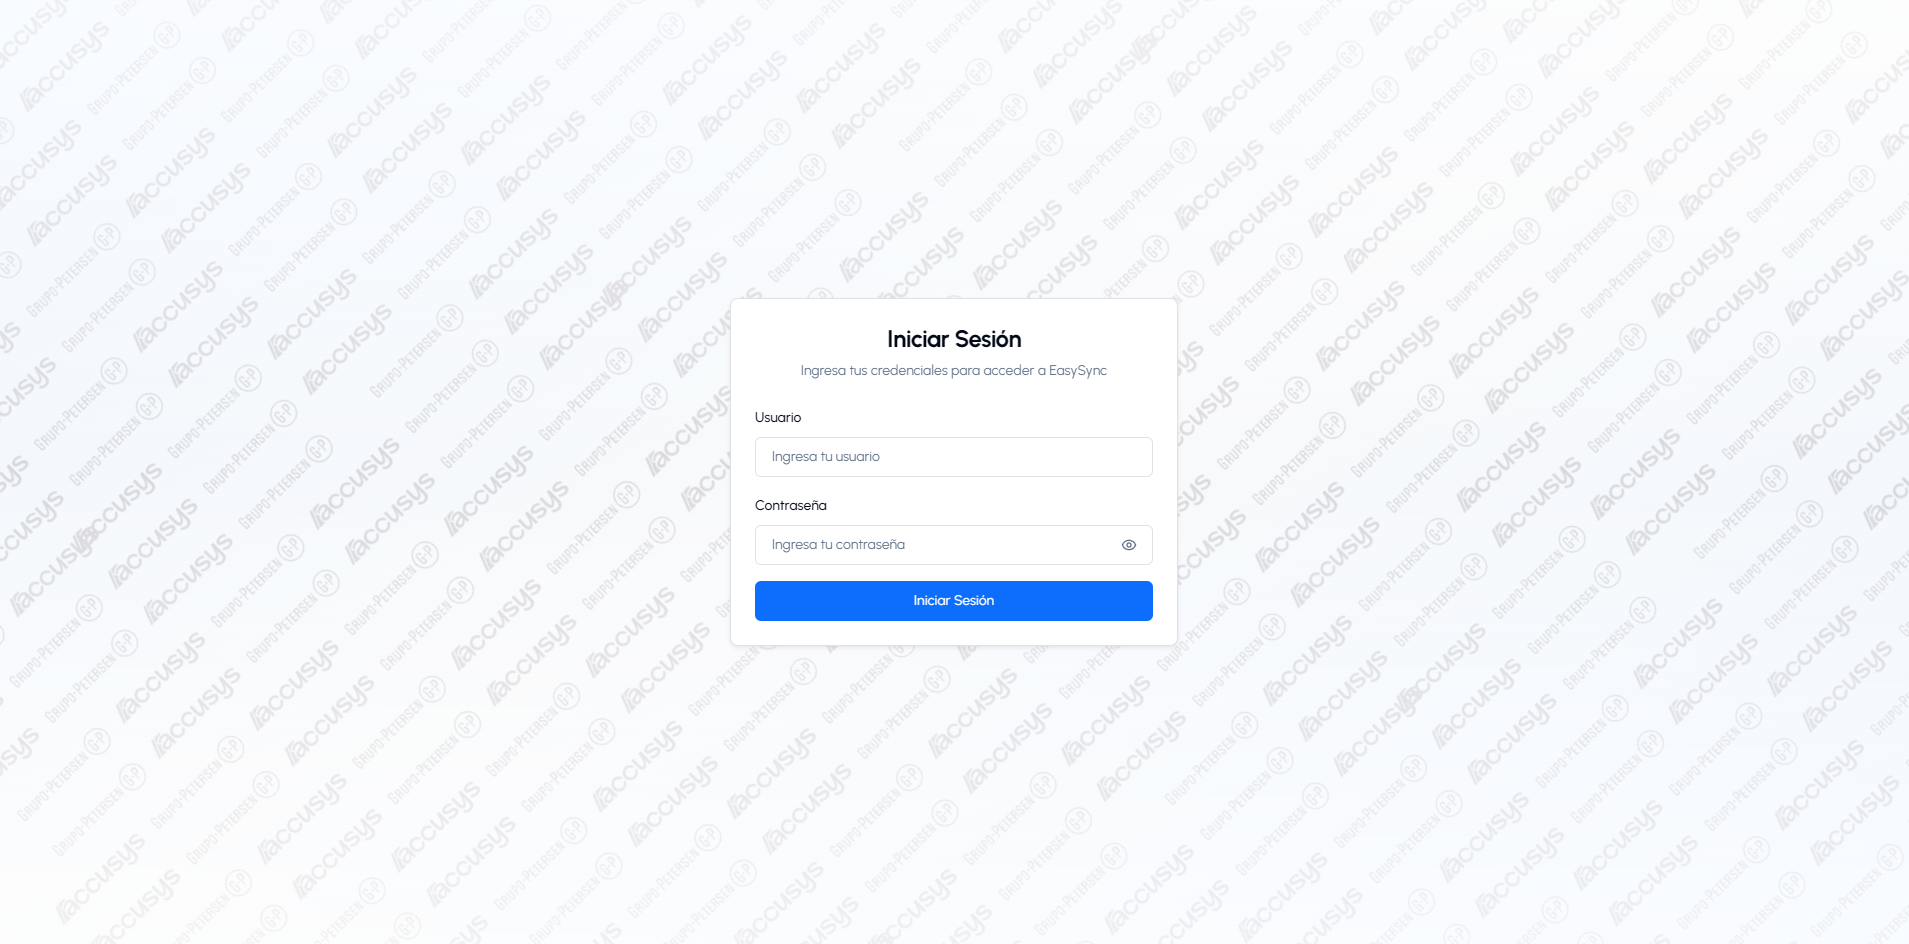 Iniciar Sesión
Ingresa tus credenciales para acceder a EasySync
Usuario
Ingresa tu usuario
Contraseña
Ingresa tu contraseña
Iniciar Sesión
accusys
GRUPO·PETERSEN G·P